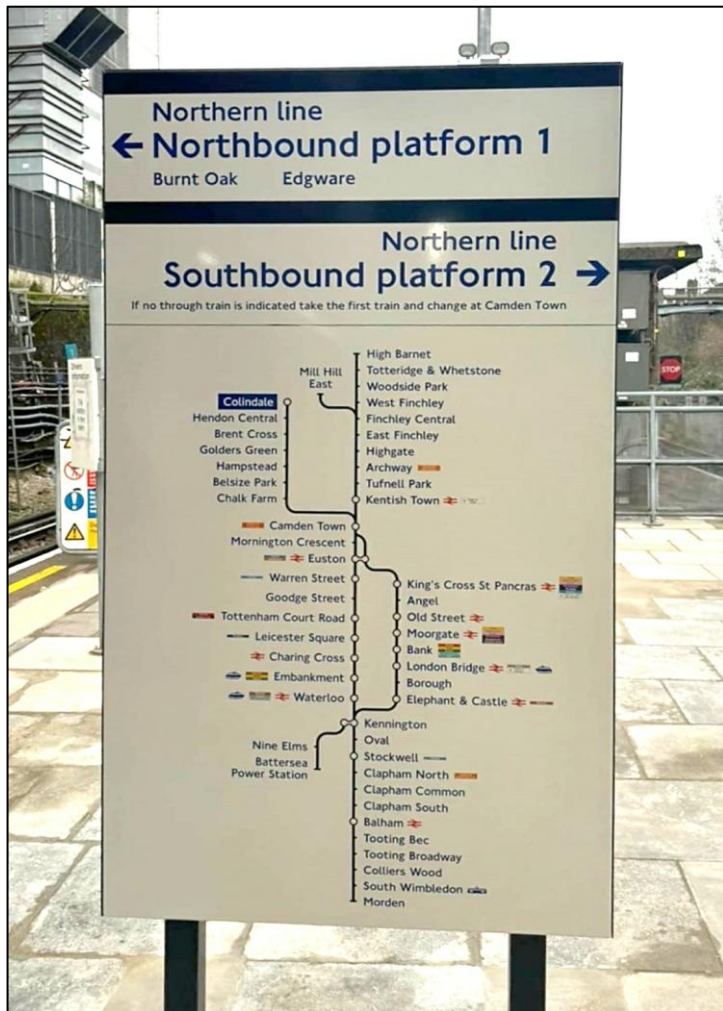 Northern line
Northbound platform 1
Burnt Oak Edgware
Northern line
Southbound platform 2
If no through train is indicated take the first train and change at Camden Town
High Barnet
Mill Hill
East
Totteridge & Whetstone
Woodside Park
West Finchley
Finchley Central
East Finchley
Highgate
Archway
Tufnell Park
Kentish Town
Colindale
Hendon Central
Brent Cross
Golders Green
Hampstead
Belsize Park
Chalk Farm
Camden Town
Mornington Crescent
Euston
Warren Street
Goodge Street
Tottenham Court Road
Leicester Square
Charing Cross
Embankment
Waterloo
King's Cross St Pancras
Angel
Old Street
Moorgate
Bank
London Bridge
Borough
Elephant & Castle
Kennington
Nine Elms
Battersea
Power Station
Oval
Stockwell
Clapham North
Clapham Common
Clapham South
Balham
Tooting Bec
Tooting Broadway
Colliers Wood
South Wimbledon
Morden
STOP